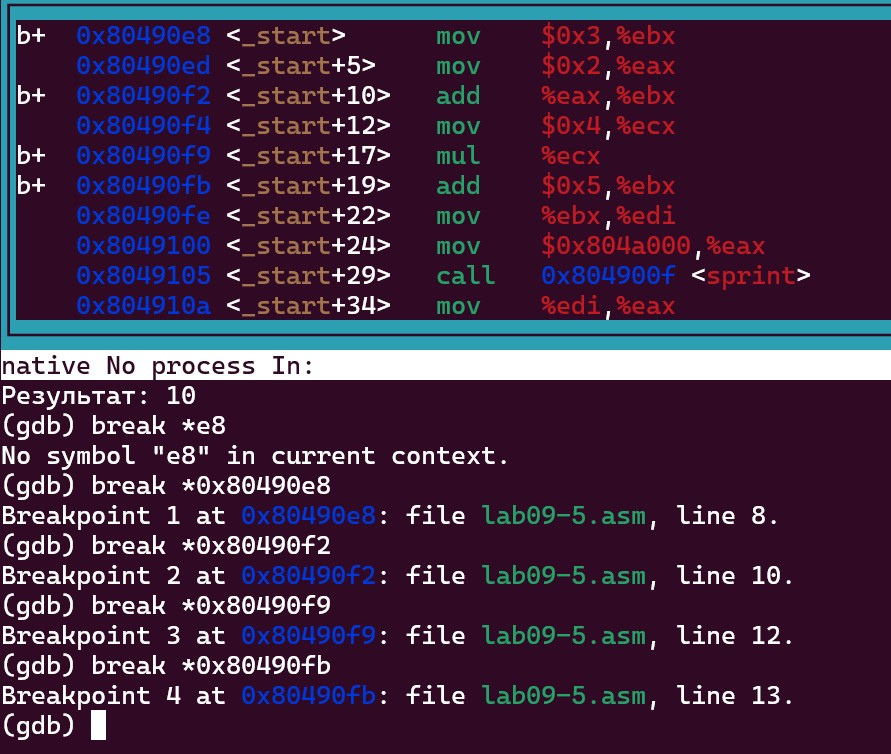 b+ 0x80490e8 <_start> mov $0x3,%ebx
0x80490ed <_start+5> mov $0x2,%eax
b+ 0x80490f2 <_start+10> add %eax,%ebx
0x80490f4 <_start+12> mov $0x4,%ecx
b+ 0x80490f9 <_start+17> mul %ecx
b+ 0x80490fb <_start+19> add $0x5,%ebx
0x80490fe <_start+22> mov %ebx,%edi
0x8049100 <_start+24> mov $0x804a000,%eax
0x8049105 <_start+29> call 0x804900f <sprint>
0x804910a <_start+34> mov %edi,%eax
native No process In:
Результат: 10
(gdb) break *e8
No symbol "e8" in current context.
(gdb) break *0x80490e8
Breakpoint 1 at 0x80490e8: file lab09-5.asm, line 8.
(gdb) break *0x80490f2
Breakpoint 2 at 0x80490f2: file lab09-5.asm, line 10.
(gdb) break *0x80490f9
Breakpoint 3 at 0x80490f9: file lab09-5.asm, line 12.
(gdb) break *0x80490fb
Breakpoint 4 at 0x80490fb: file lab09-5.asm, line 13.
(gdb)